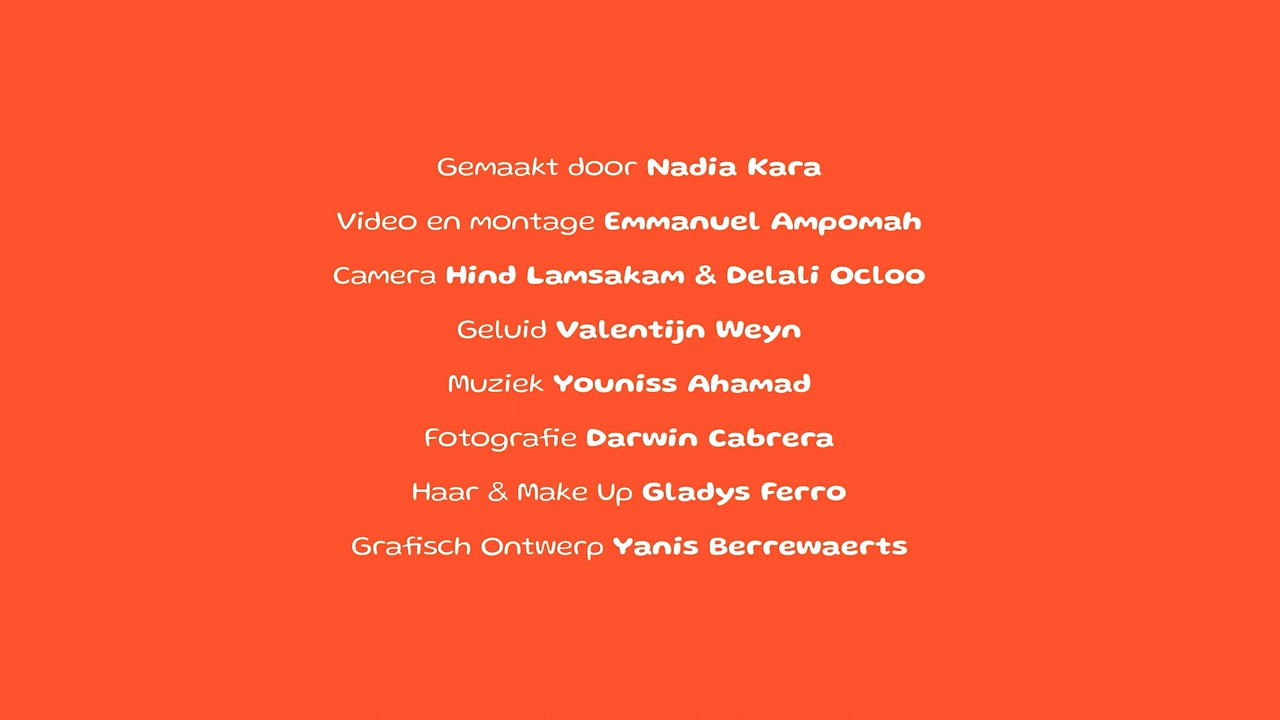 Gemaakt door Nadia Kara
Video en montage Emmanuel Ampomah
Camera Hind Lamsakam & Delali Ocloo
Geluid Valentijn Weyn
Muziek Youniss Ahamad
Fotografie Darwin Cabrera
Haar & Make Up Gladys Ferro
Grafisch Ontwerp Yanis Berrewaerts